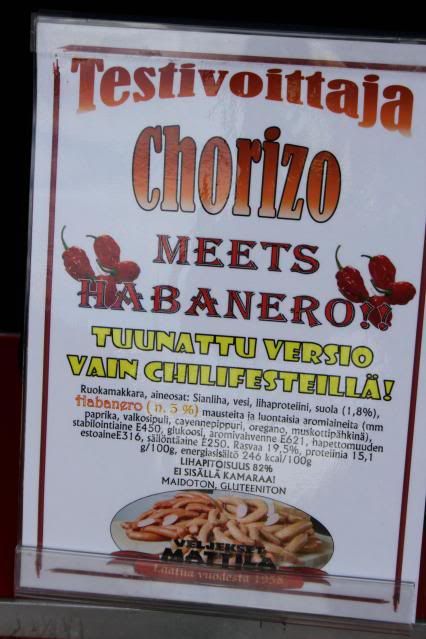 Testivoittaja
Chorizo
MEETS
HABANERO!!!
TUUNATTU VERSIO
VAIN CHILIFESTEILLÄ!
Ruokamakkara, aineosat: Sianliha, vesi, lihaproteiini, suola (1,8%),
Habanero ( n. 3 %) mausteita ja luontaisia aromiaineita (mm
paprika, valkosipuli, cayennepippuri, oregano, muskottipähkinä),
stabilointiaine E450, glukoosi, aromivahvenne E621, hapettumuuden
estoaineE316, säilöntäaine E250. Rasvaa 19,5%, proteiinia 15,1
g/100g, energiasisältö 246 kcal/100g
LIHAPITOISUUS 82%
EI SISÄLLÄ KAMARAA!
MAIDOTON, GLUTEENITON
VELJEKSET
MATTILA
Laatua vuodesta 1958